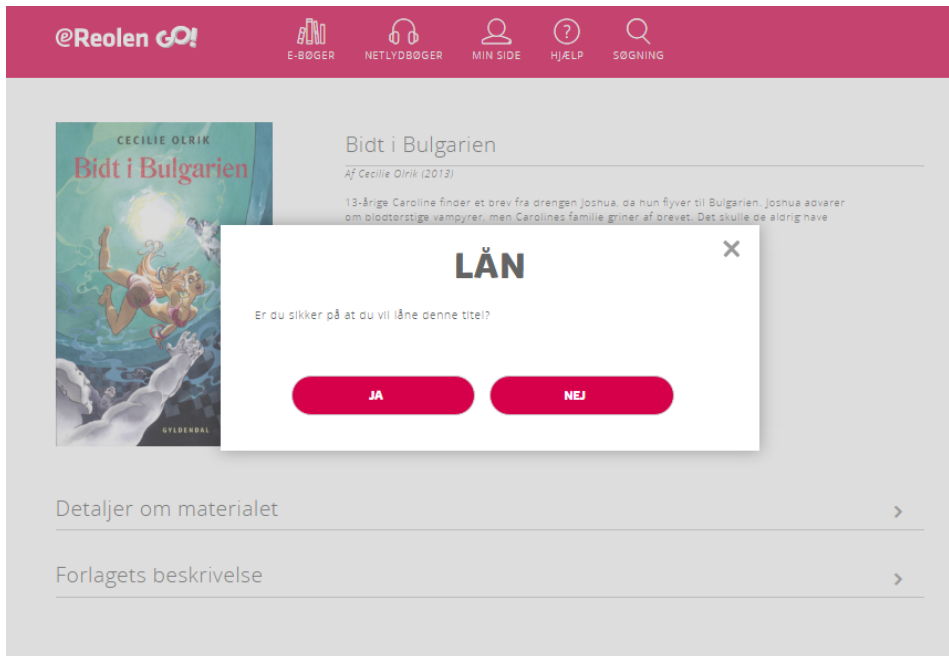 @Reolen GO!
E-BØGER NETLYDBØGER MIN SIDE HJÆLP SØGNING
CECILIE OLRIK
Bidt i Bulgarien
GYLDENDAL
Bidt i Bulgarien
Af Cecilie Olrik (2013)
13-årige Caroline finder et brev fra drengen Joshua, da hun flyver til Bulgarien. Joshua advarer
om blodtørstige vampyrer, men Carolines familie griner af brevet. Det skulle de aldrig have
LÅN
Er du sikker på at du vil låne denne titel?
JA NEJ
Detaljer om materialet
Forlagets beskrivelse